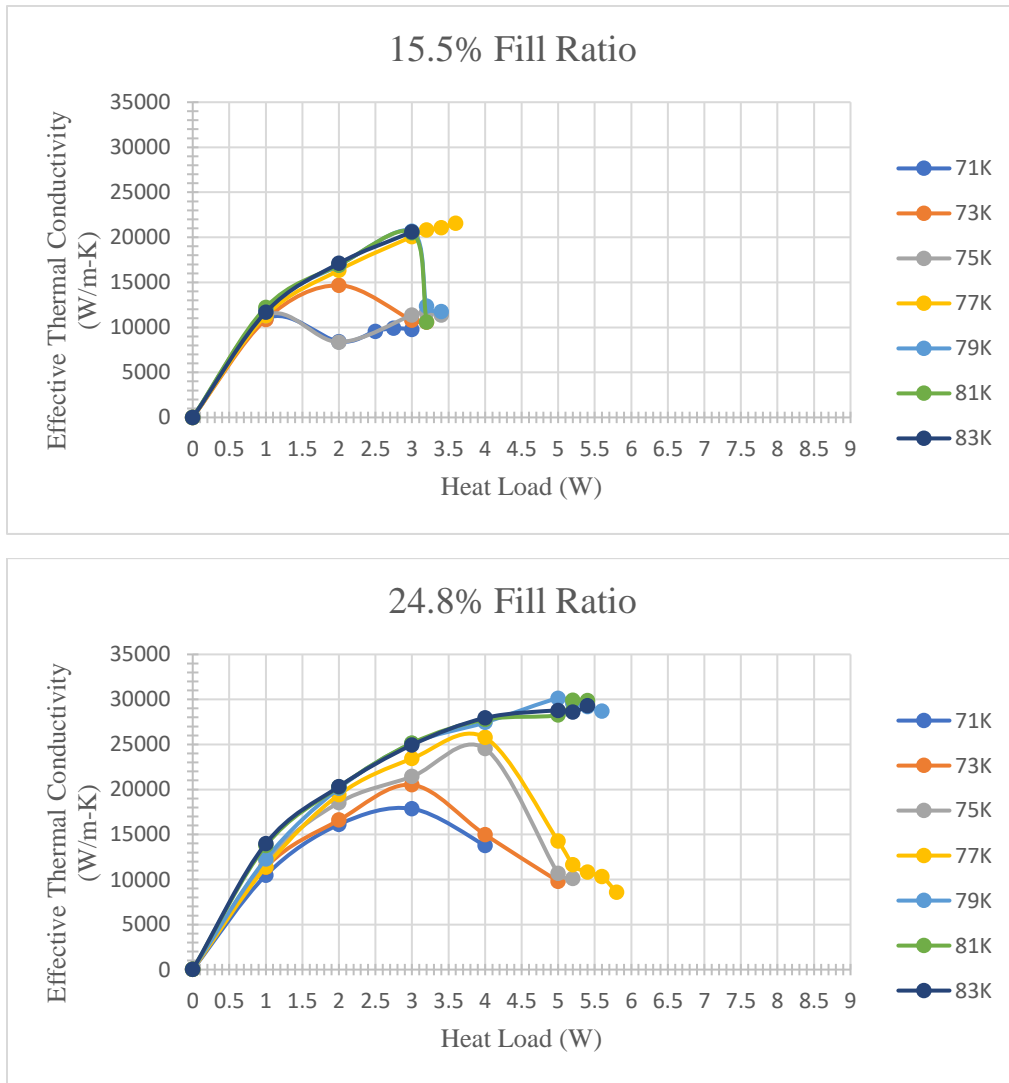 15.5% Fill Ratio
Effective Thermal Conductivity
(W/m-K)
35000
30000
25000
20000
15000
10000
5000
0
0 0.5 1 1.5 2 2.5 3 3.5 4 4.5 5 5.5 6 6.5 7 7.5 8 8.5 9
Heat Load (W)
71K
73K
75K
77K
79K
81K
83K
24.8% Fill Ratio
Effective Thermal Conductivity
(W/m-K)
35000
30000
25000
20000
15000
10000
5000
0
0 0.5 1 1.5 2 2.5 3 3.5 4 4.5 5 5.5 6 6.5 7 7.5 8 8.5 9
Heat Load (W)
71K
73K
75K
77K
79K
81K
83K